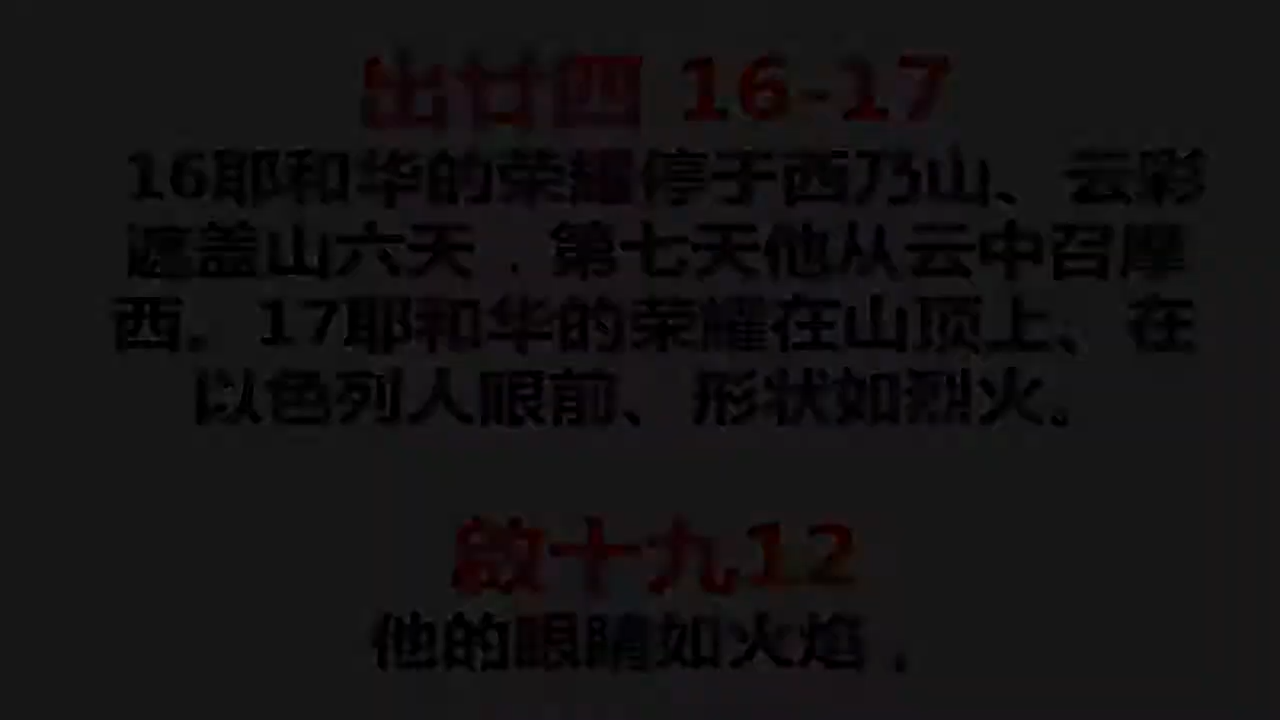 出廿四 16-17
16耶和华的荣耀停于西乃山、云彩
遮盖山六天．第七天他从云中召摩
西。17耶和华的荣耀在山顶上、在
以色列人眼前、形状如烈火。
啟十九12
他的眼睛如火焰，